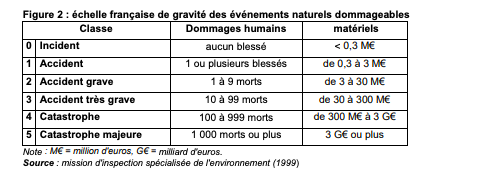 Figure 2 : échelle française de gravité des événements naturels dommageables
Classe Dommages humains matériels
0 Incident aucun blessé < 0,3 M€
1 Accident 1 ou plusieurs blessés de 0,3 à 3 M€
2 Accident grave 1 à 9 morts de 3 à 30 M€
3 Accident très grave 10 à 99 morts de 30 à 300 M€
4 Catastrophe 100 à 999 morts de 300 M€ à 3 G€
5 Catastrophe majeure 1 000 morts ou plus 3 G€ ou plus
Note : M€ = million d'euros, G€ = milliard d'euros.
Source : mission d'inspection spécialisée de l'environnement (1999)